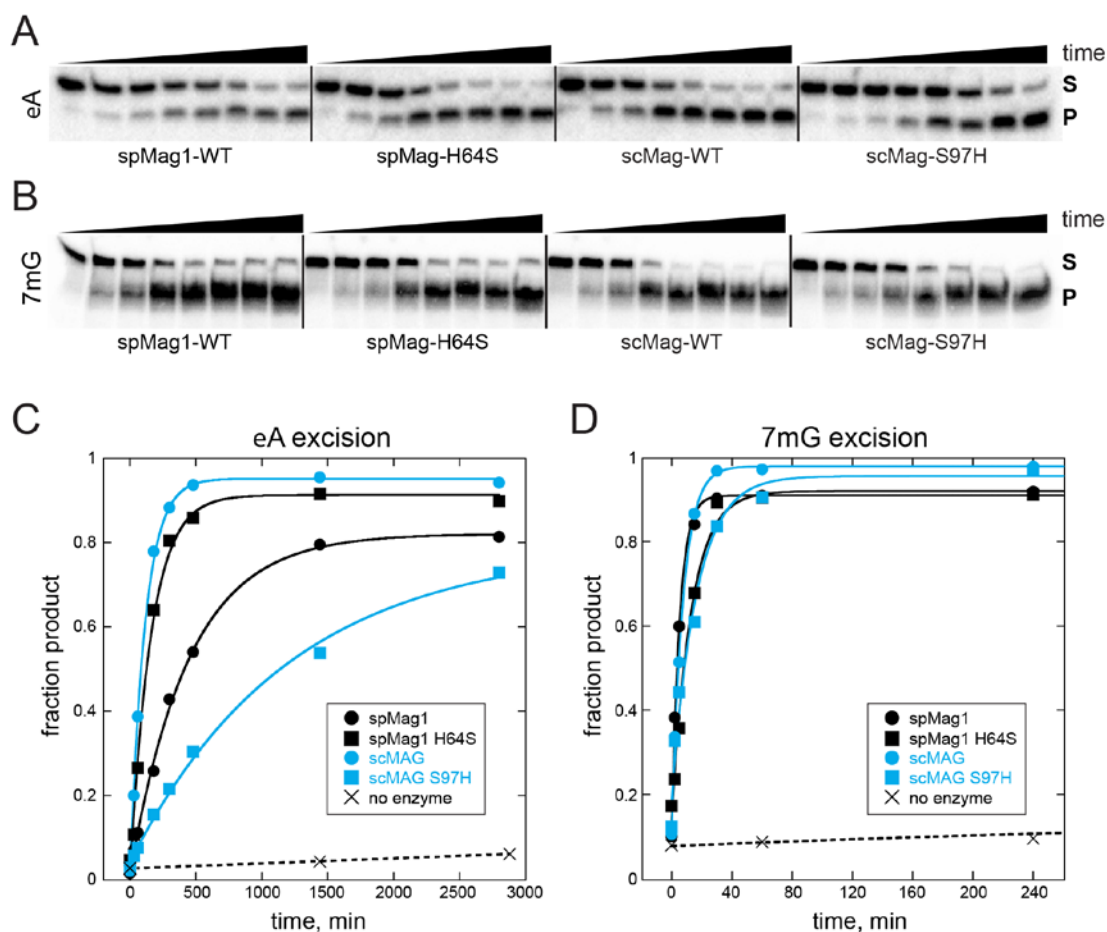 A
time
eA
S
P
spMag1-WT spMag-H64S scMag-WT scMag-S97H
B
time
7mG
S
P
spMag1-WT spMag-H64S scMag-WT scMag-S97H
C
eA excision
fraction product
1
0.8
0.6
0.4
0.2
0
0 500 1000 1500 2000 2500 3000
time, min
spMag1
spMag1 H64S
scMAG
scMAG S97H
no enzyme
D
7mG excision
fraction product
1
0.8
0.6
0.4
0.2
0
0 40 80 120 160 200 240
time, min
spMag1
spMag1 H64S
scMAG
scMAG S97H
no enzyme